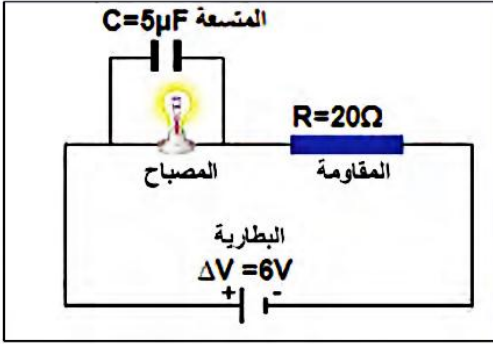 المتسعة C=5μF
R=20Ω
المصباح
المقاومة
البطارية
ΔV =6V
+ -